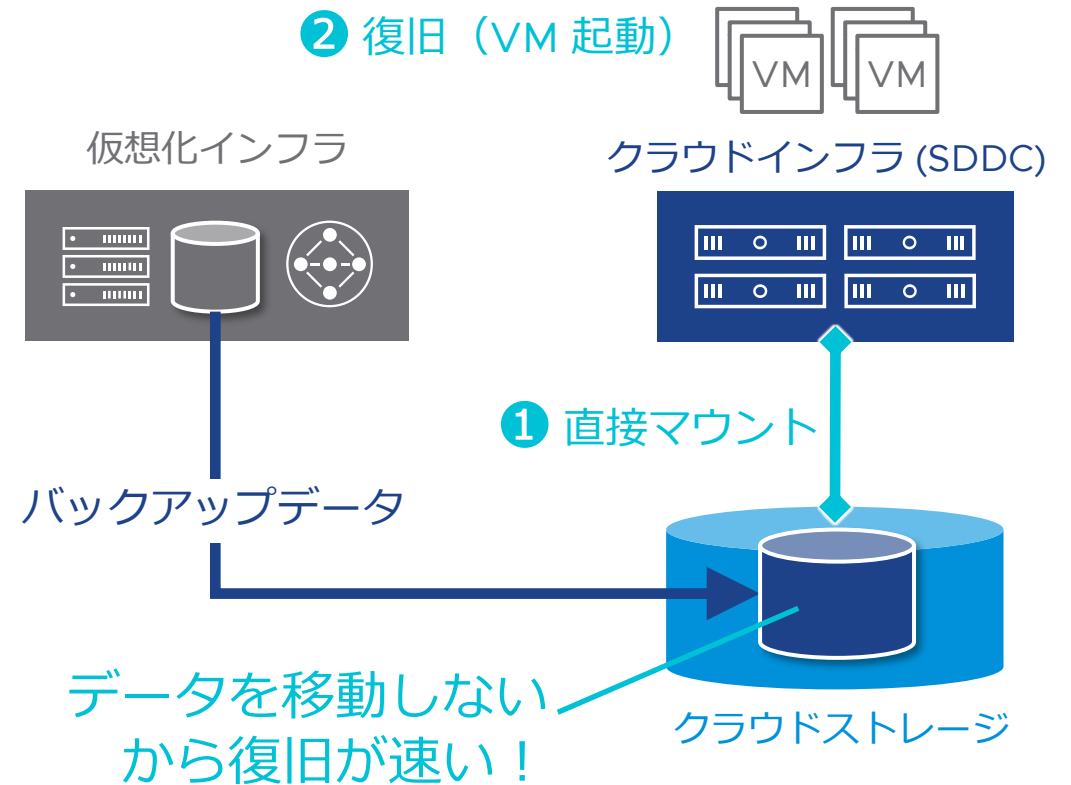 ❷ 復旧（VM 起動）
VM VM
仮想化インフラ
クラウドインフラ (SDDC)
❶ 直接マウント
バックアップデータ
データを移動しない
から復旧が速い！
クラウドストレージ